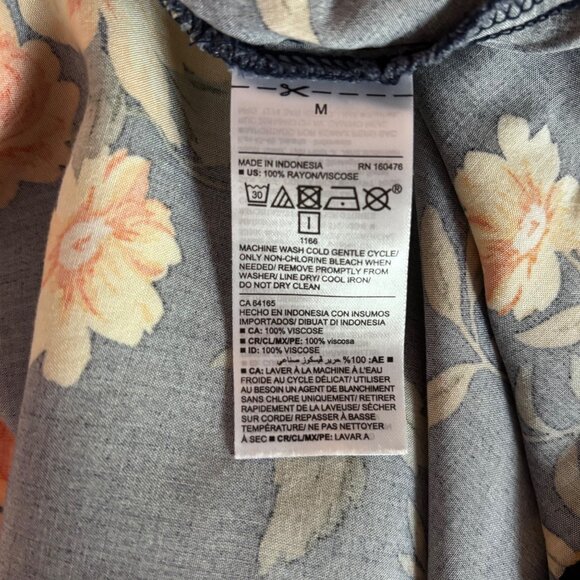 M
MADE IN INDONESIA RN 160476
■ US: 100% RAYON/VISCOSE
30
®
I
1166
MACHINE WASH COLD GENTLE CYCLE/
ONLY NON-CHLORINE BLEACH WHEN
NEEDED/ REMOVE PROMPTLY FROM
WASHER/ LINE DRY/ COOL IRON/
DO NOT DRY CLEAN
CA 64165
HECHO EN INDONESIA CON INSUMOS
IMPORTADOS/ DIBUAT DI INDONESIA
■ CA: 100% VISCOSE
■ CR/CL/MX/PE: 100% viscosa
■ ID: 100% VISCOSE
■ AE: 100% حرير فيسكوز صناعي
■ CA: LAVER À LA MACHINE À L'EAU
FROIDE AU CYCLE DÉLICAT/ UTILISER
AU BESOIN UN AGENT DE BLANCHIMENT
SANS CHLORE UNIQUEMENT/ RETIRER
RAPIDEMENT DE LA LAVEUSE/ SÉCHER
SUR CORDE/ REPASSER À BASSE
TEMPÉRATURE/ NE PAS NETTOYER
À SEC ■ CR/CL/MX/PE: LAVAR A